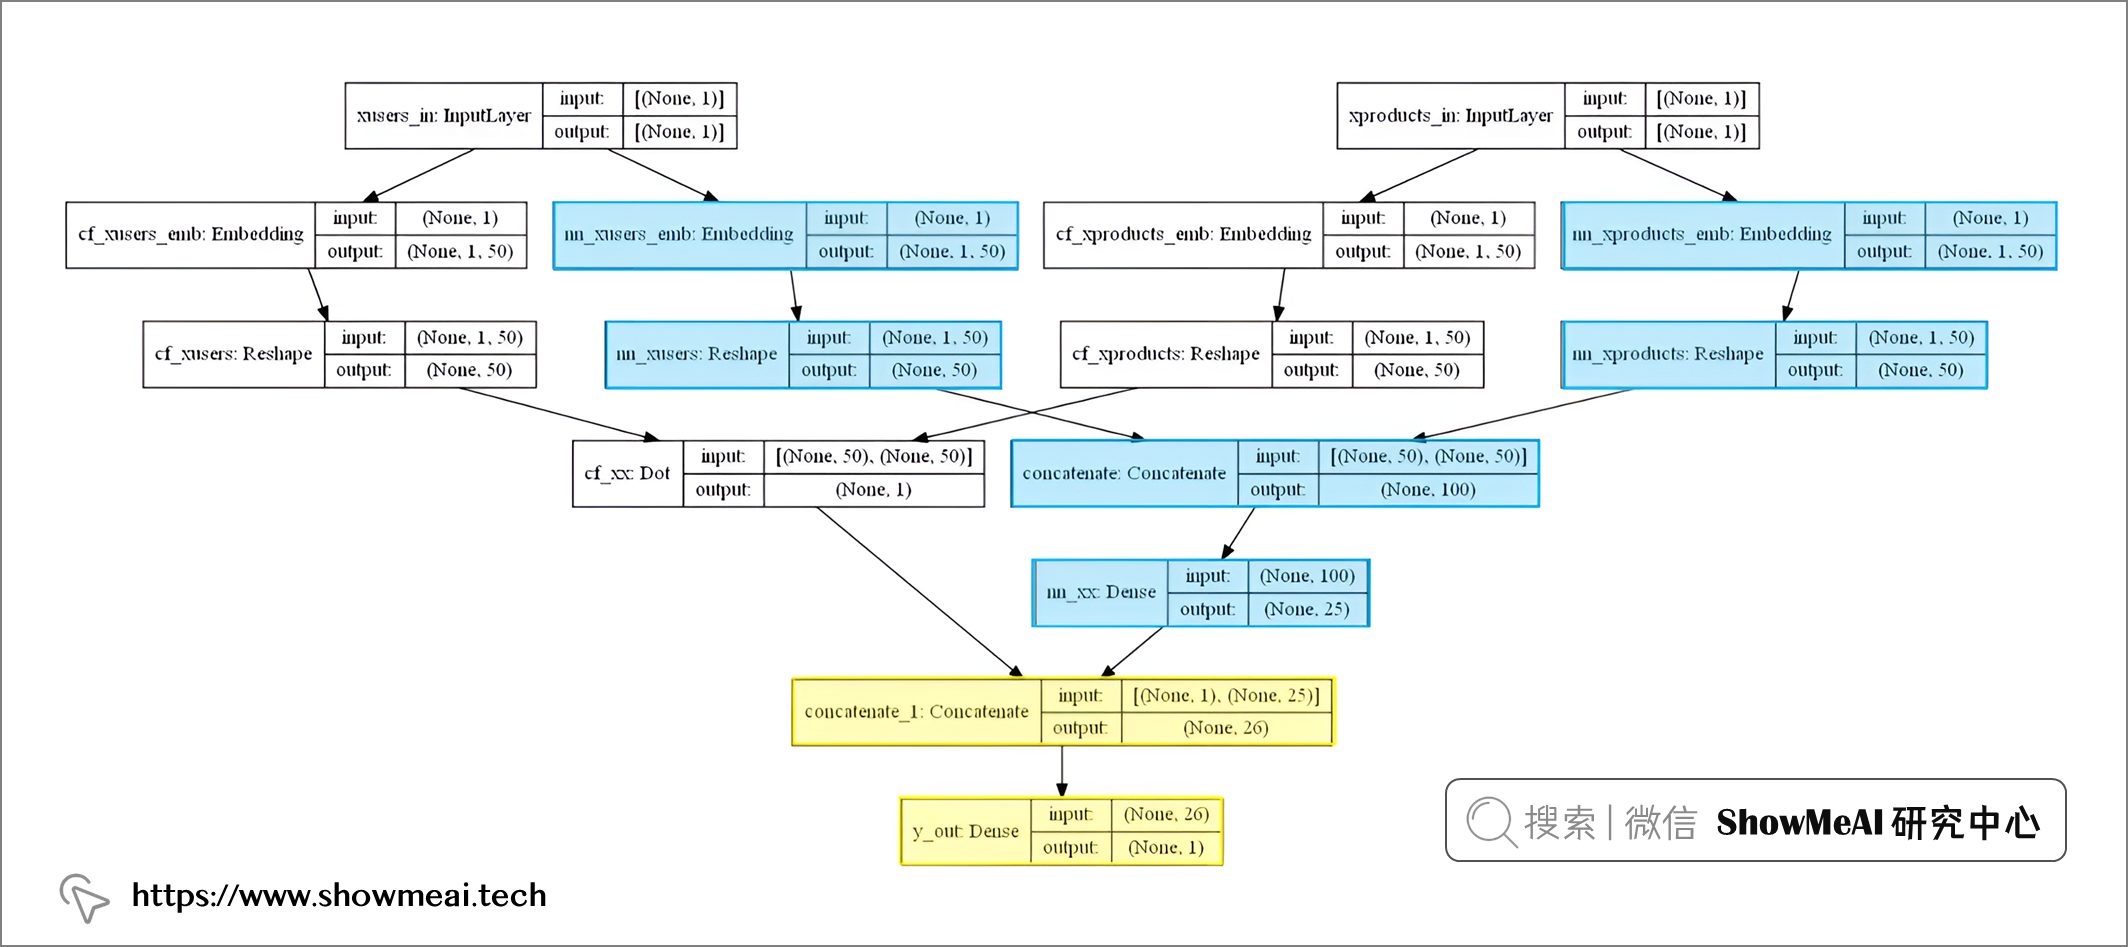 xusers_in: InputLayer input: [(None, 1)] output: [(None, 1)]
xproducts_in: InputLayer input: [(None, 1)] output: [(None, 1)]
cf_xusers_emb: Embedding input: (None, 1) output: (None, 1, 50)
nn_xusers_emb: Embedding input: (None, 1) output: (None, 1, 50)
cf_xproducts_emb: Embedding input: (None, 1) output: (None, 1, 50)
nn_xproducts_emb: Embedding input: (None, 1) output: (None, 1, 50)
cf_xusers: Reshape input: (None, 1, 50) output: (None, 50)
nn_xusers: Reshape input: (None, 1, 50) output: (None, 50)
cf_xproducts: Reshape input: (None, 1, 50) output: (None, 50)
nn_xproducts: Reshape input: (None, 1, 50) output: (None, 50)
cf_xx: Dot input: [(None, 50), (None, 50)] output: (None, 1)
concatenate: Concatenate input: [(None, 50), (None, 50)] output: (None, 100)
nn_xx: Dense input: (None, 100) output: (None, 25)
concatenate_1: Concatenate input: [(None, 1), (None, 25)] output: (None, 26)
y_out: Dense input: (None, 26) output: (None, 1)
搜索 | 微信 ShowMeAI 研究中心
https://www.showmeai.tech